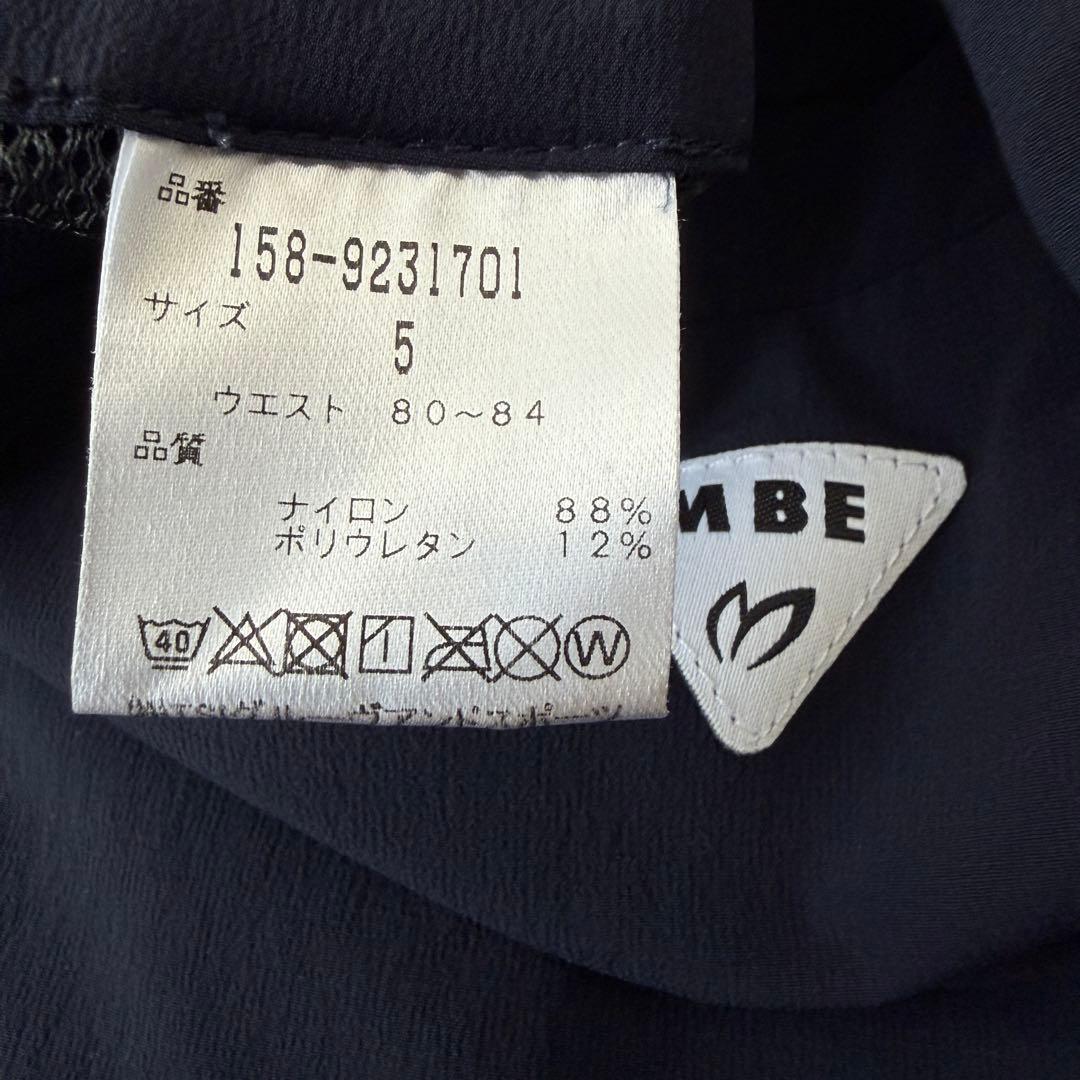 品番
158-9231701
サイズ
5
ウエスト 80～84
品質
ナイロン 88%
ポリウレタン 12%
40
1
W
MBE